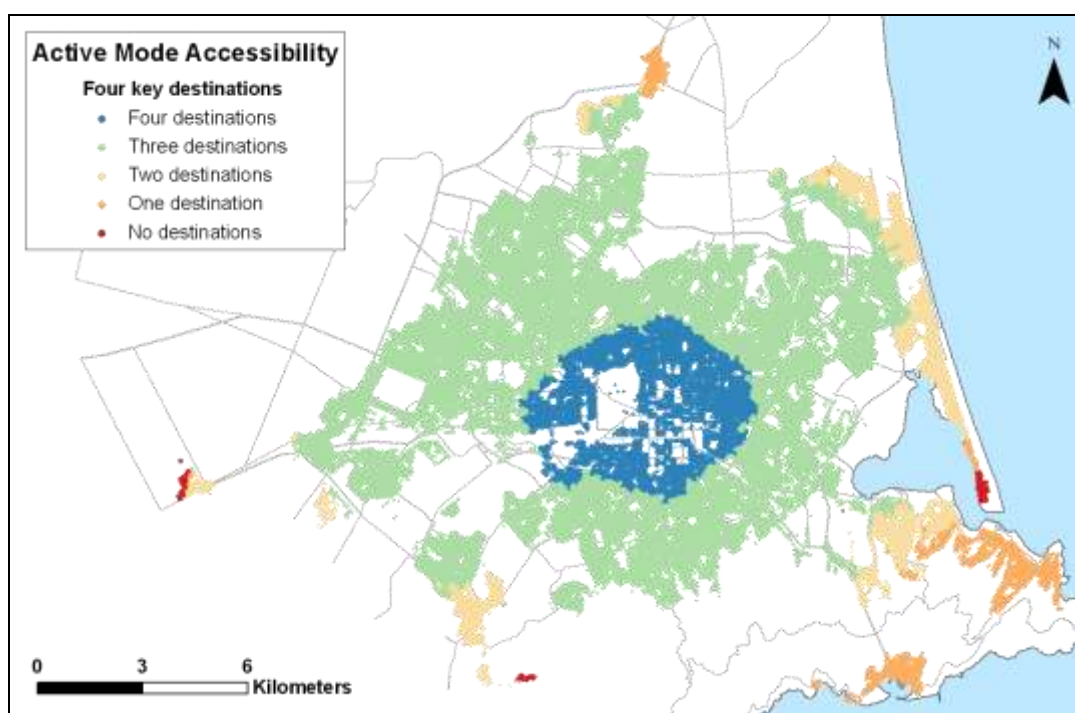 Active Mode Accessibility
Four key destinations
Four destinations
Three destinations
Two destinations
One destination
No destinations
N
0 3 6
Kilometers